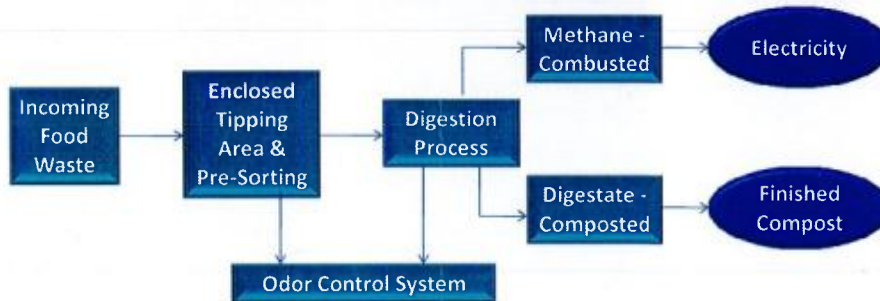 Incoming
Food
Waste
Enclosed
Tipping
Area &
Pre-Sorting
Digestion
Process
Methane -
Combusted
Electricity
Digestate -
Composted
Finished
Compost
Odor Control System